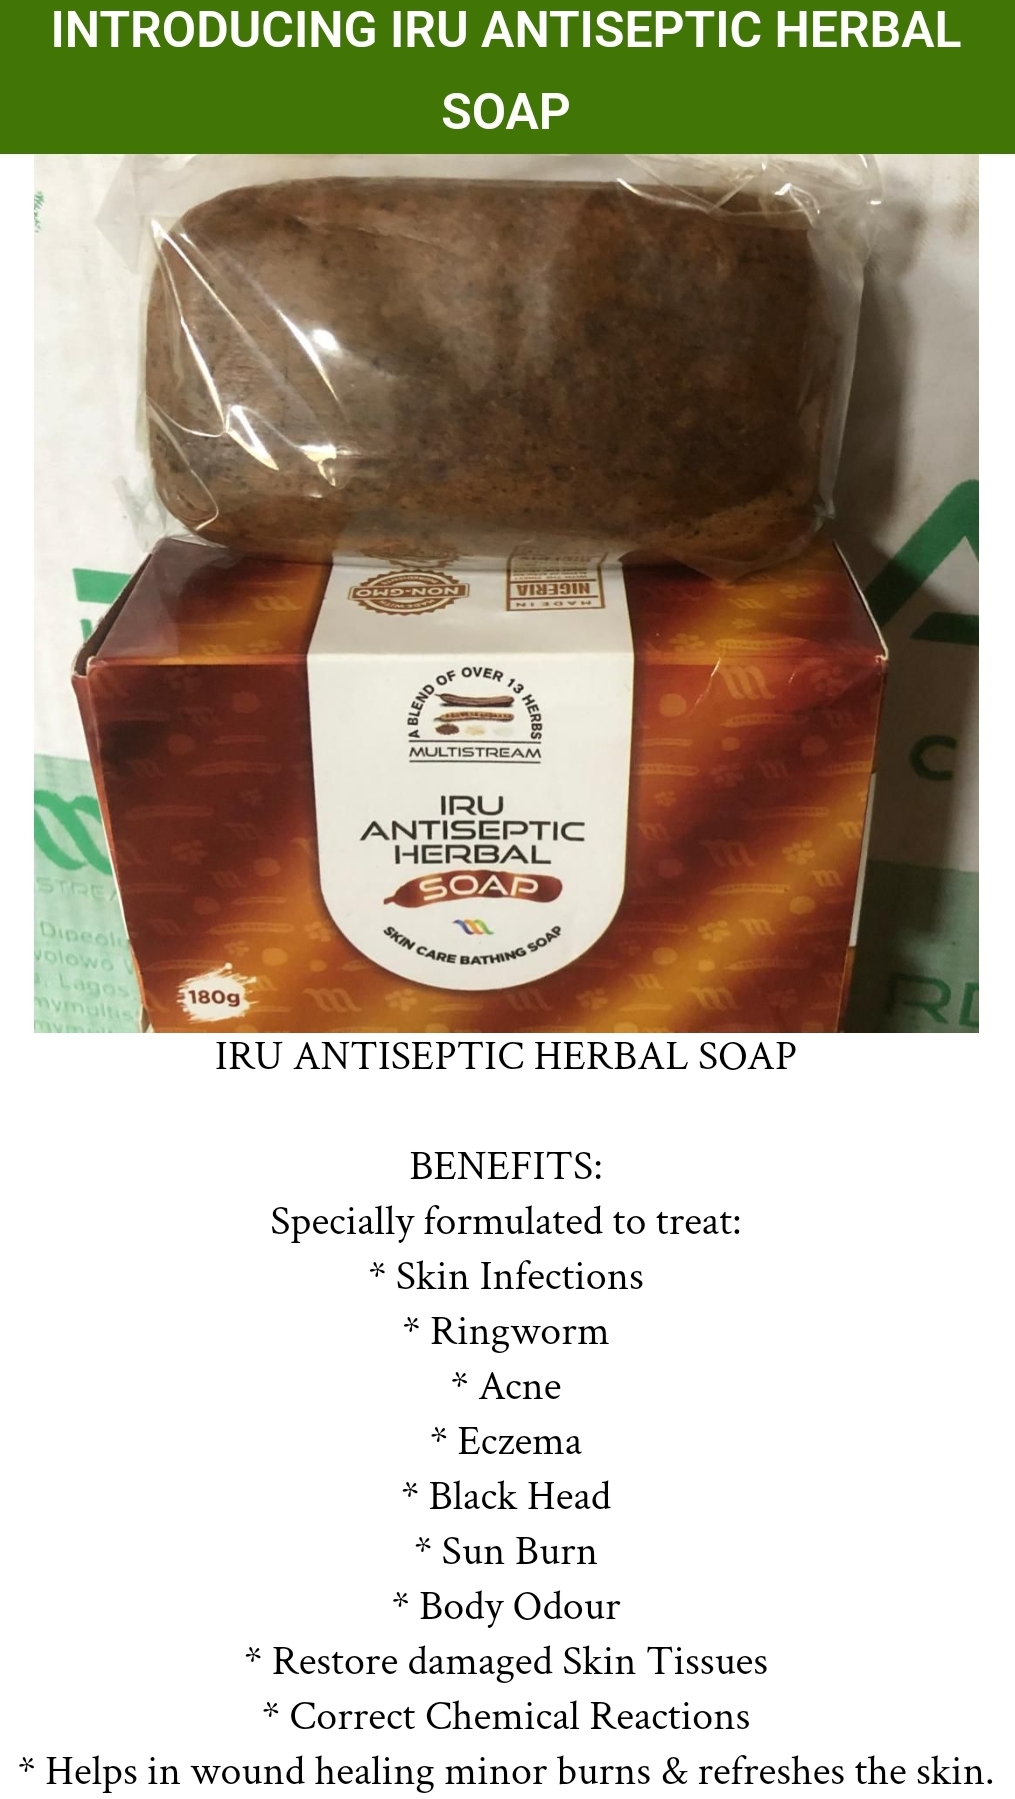 INTRODUCING IRU ANTISEPTIC HERBAL
SOAP
NON-GMO
MADE IN
NIGERIA
A BLEND OF OVER 13 HERBS
MULTISTREAM
IRU
ANTISEPTIC
HERBAL
SOAP
SKIN CARE BATHING SOAP
180g
IRU ANTISEPTIC HERBAL SOAP
BENEFITS:
Specially formulated to treat:
* Skin Infections
* Ringworm
* Acne
* Eczema
* Black Head
* Sun Burn
* Body Odour
* Restore damaged Skin Tissues
* Correct Chemical Reactions
* Helps in wound healing minor burns & refreshes the skin.